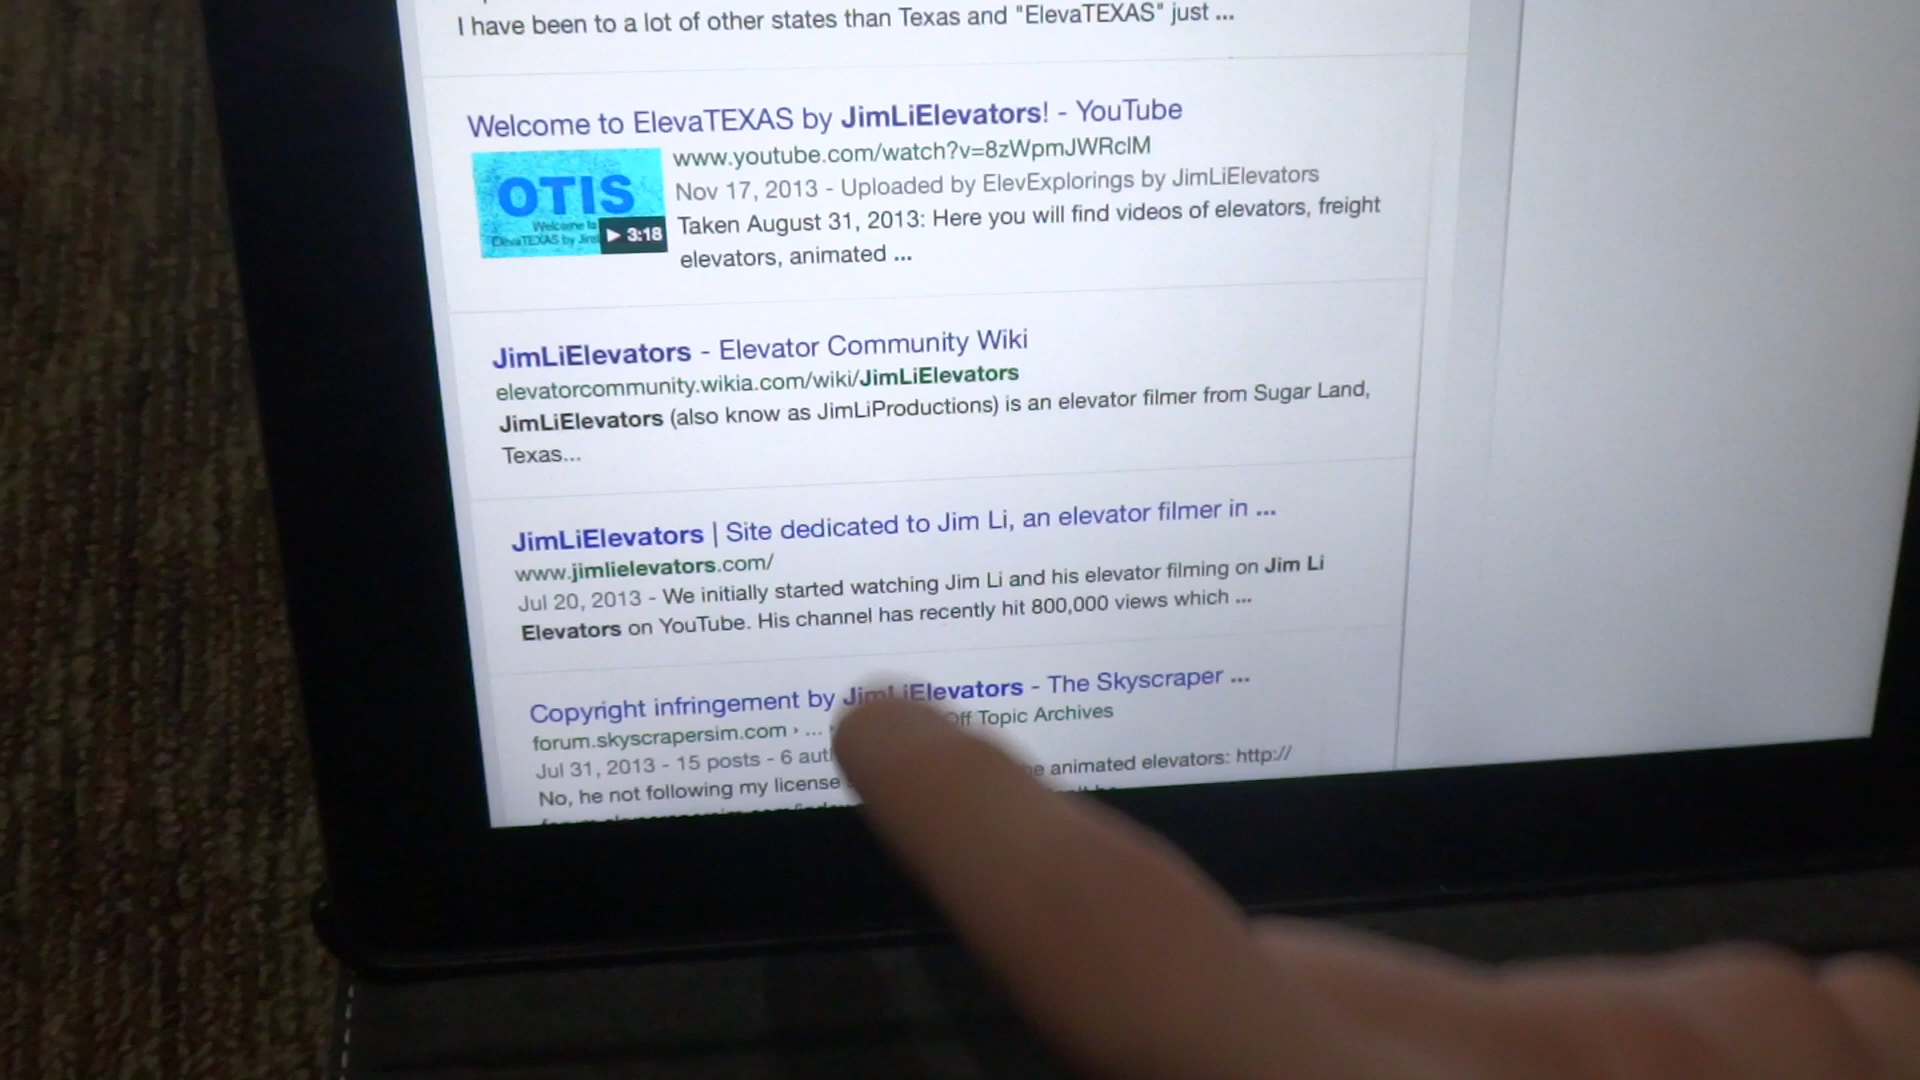 I have been to a lot of other states than Texas and "ElevaTEXAS" just ...
Welcome to ElevaTEXAS by JimLiElevators! - YouTube
OTIS
Welcome to
ElevaTEXAS by Jim
3:18
www.youtube.com/watch?v=8zWpmJWRclM
Nov 17, 2013 - Uploaded by ElevExplorings by JimLiElevators
Taken August 31, 2013: Here you will find videos of elevators, freight
elevators, animated ...
JimLiElevators - Elevator Community Wiki
elevatorcommunity.wikia.com/wiki/JimLiElevators
JimLiElevators (also know as JimLiProductions) is an elevator filmer from Sugar Land,
Texas...
JimLiElevators | Site dedicated to Jim Li, an elevator filmer in ...
www.jimlielevators.com/
Jul 20, 2013 - We initially started watching Jim Li and his elevator filming on Jim Li
Elevators on YouTube. His channel has recently hit 800,000 views which ...
Copyright infringement by JimLiElevators - The Skyscraper ...
forum.skyscrapersim.com › ... Off Topic Archives
Jul 31, 2013 - 15 posts - 6 aut
No, he not following my license animated elevators: http://